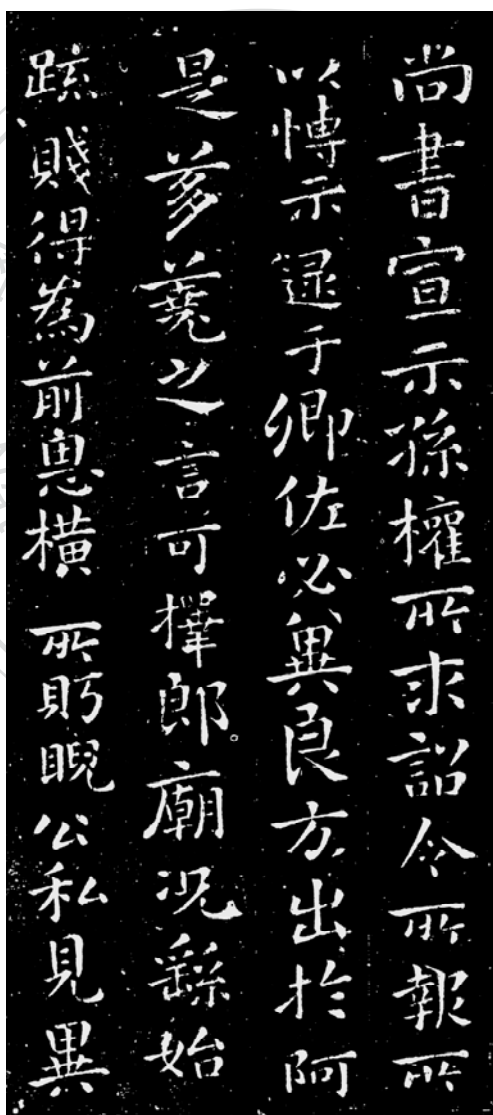 尚書宣示孫權所求詔令所報所
以博示逮于卿佐必冀良方出於阿
是芻蕘之言可擇郎廟況繇始以
疏賤得為前恩橫所眄睨公私見異